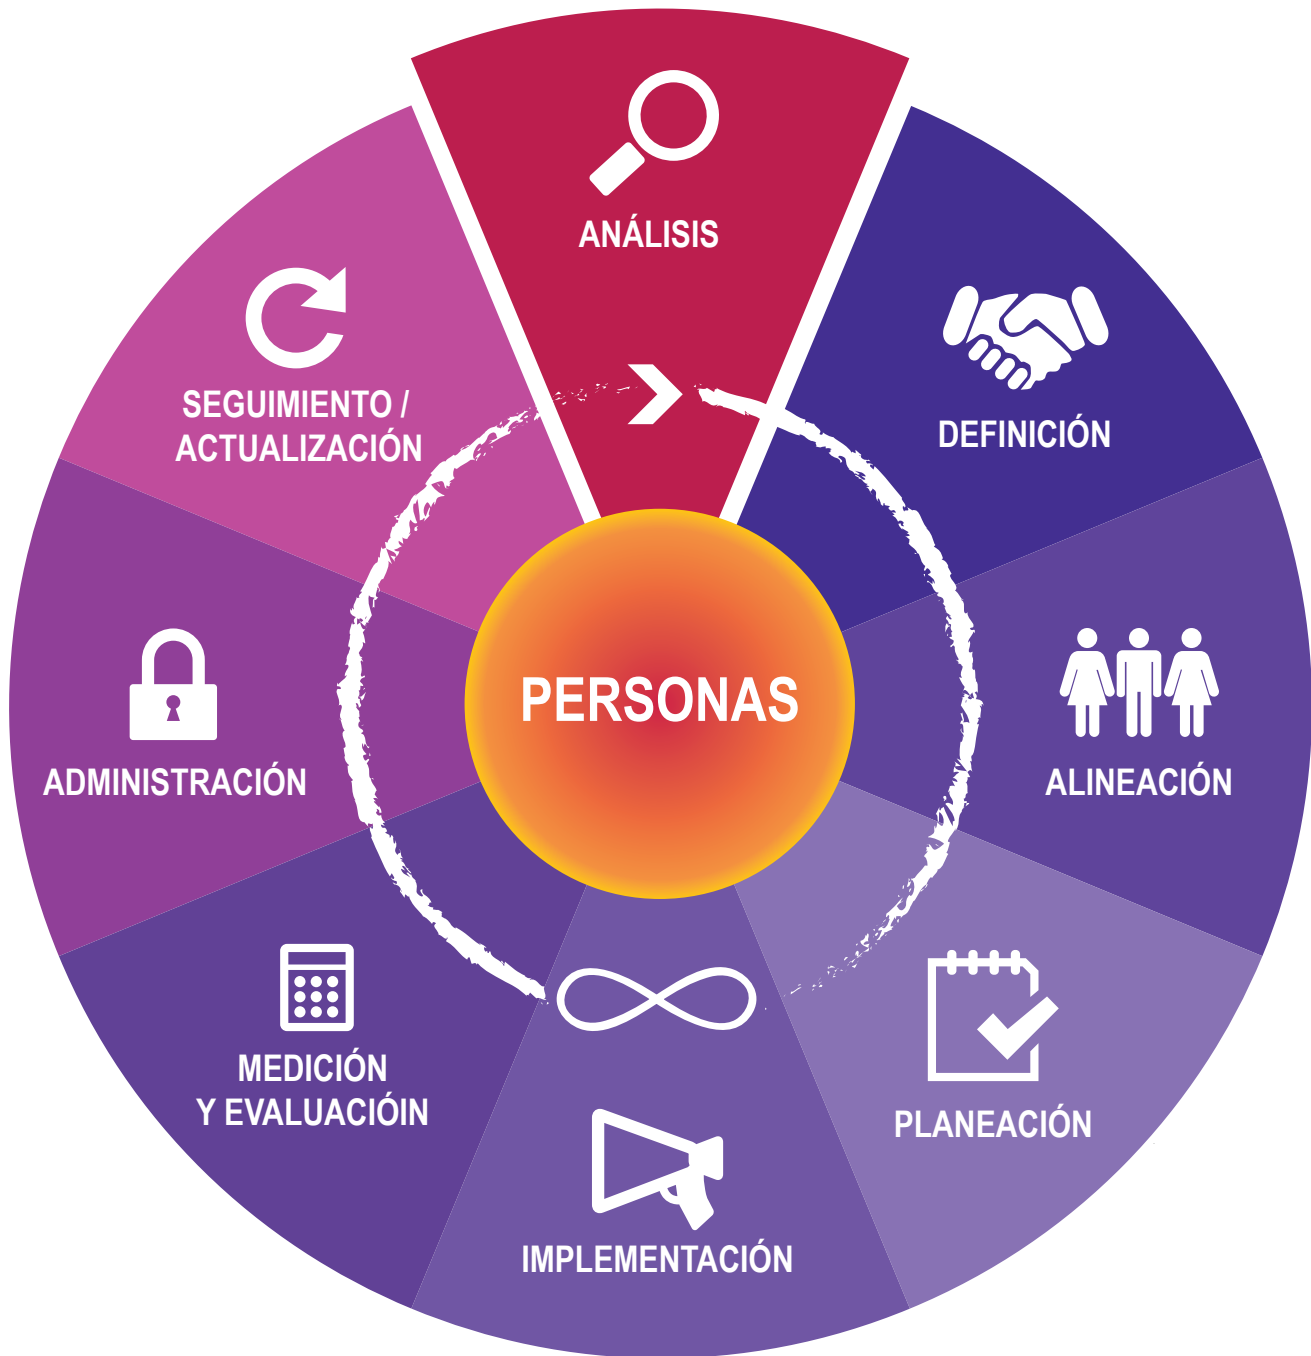 ANÁLISIS
DEFINICIÓN
ALINEACIÓN
PLANEACIÓN
IMPLEMENTACIÓN
MEDICIÓN
Y EVALUACIÓIN
ADMINISTRACIÓN
SEGUIMIENTO /
ACTUALIZACIÓN
PERSONAS